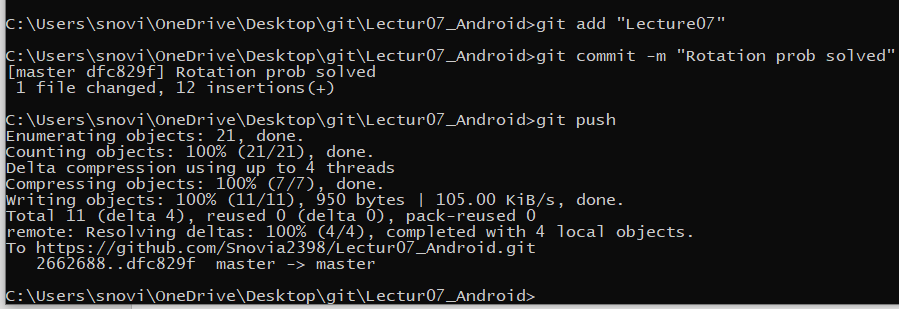 C:\Users\snovi\OneDrive\Desktop\git\Lectur07_Android>git add "Lecture07"
C:\Users\snovi\OneDrive\Desktop\git\Lectur07_Android>git commit -m "Rotation prob solved"
[master dfc829f] Rotation prob solved
 1 file changed, 12 insertions(+)
C:\Users\snovi\OneDrive\Desktop\git\Lectur07_Android>git push
Enumerating objects: 21, done.
Counting objects: 100% (21/21), done.
Delta compression using up to 4 threads
Compressing objects: 100% (7/7), done.
Writing objects: 100% (11/11), 950 bytes | 105.00 KiB/s, done.
Total 11 (delta 4), reused 0 (delta 0), pack-reused 0
remote: Resolving deltas: 100% (4/4), completed with 4 local objects.
To https://github.com/Snovia2398/Lectur07_Android.git
   2662688..dfc829f  master -> master
C:\Users\snovi\OneDrive\Desktop\git\Lectur07_Android>